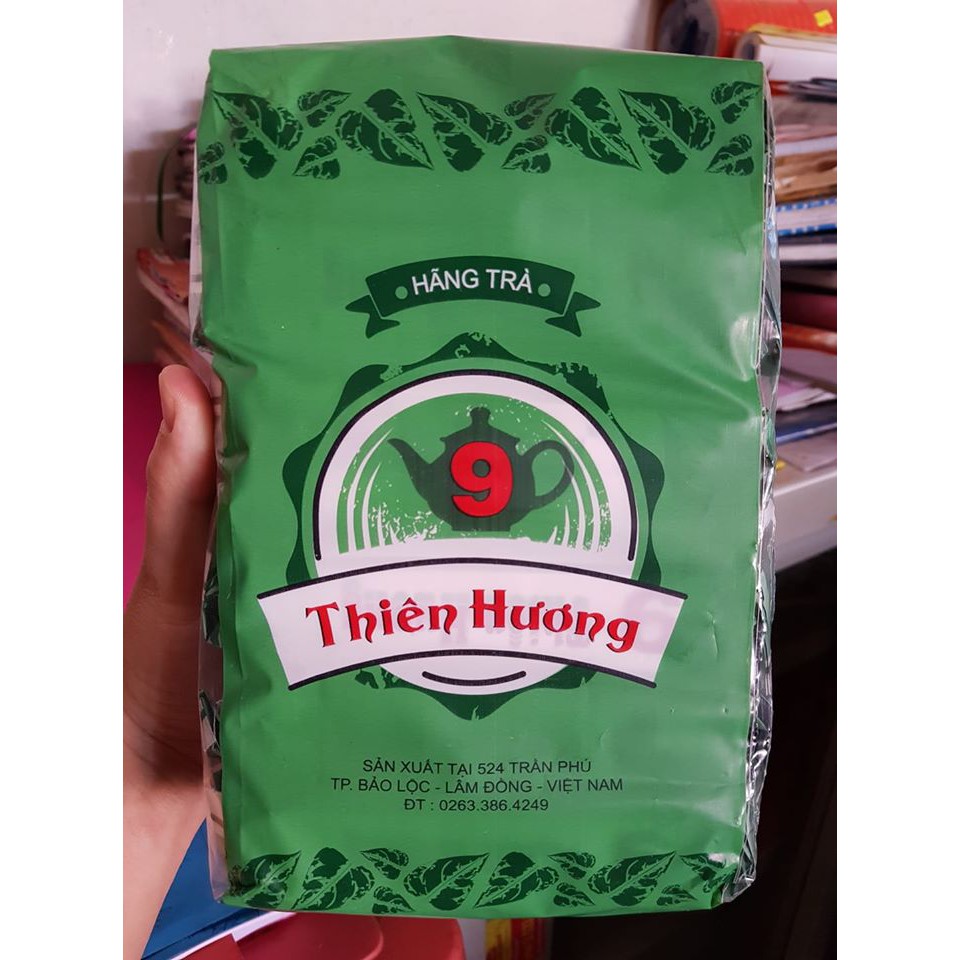 HÃNG TRÀ
9
Thiên Hương
SẢN XUẤT TẠI 524 TRẦN PHÚ
TP. BẢO LỘC - LÂM ĐỒNG - VIỆT NAM
ĐT : 0263.386.4249